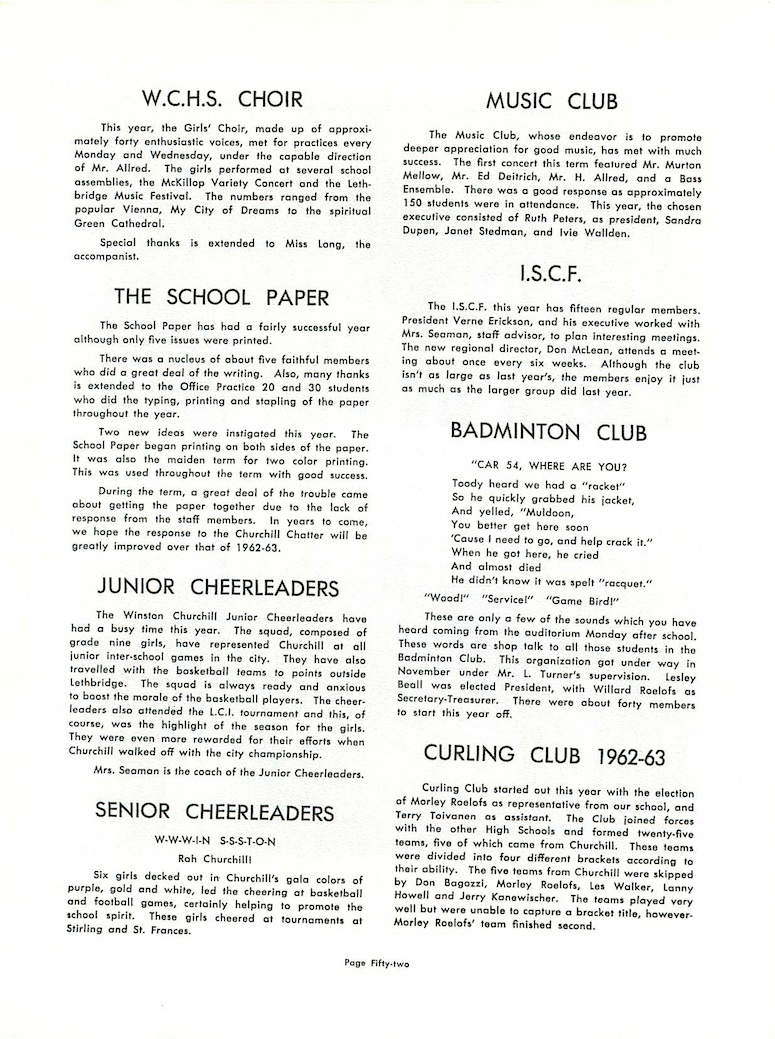 W.C.H.S. CHOIR
This year, the Girls' Choir, made up of approxi-
mately forty enthusiastic voices, met for practices every
Monday and Wednesday, under the capable direction
of Mr. Allred. The girls performed at several school
assemblies, the McKillop Variety Concert and the Leth-
bridge Music Festival. The numbers ranged from the
popular Vienna, My City of Dreams to the spiritual
Green Cathedral.
Special thanks is extended to Miss Long, the
accompanist.
THE SCHOOL PAPER
The School Paper has had a fairly successful year
although only five issues were printed.
There was a nucleus of about five faithful members
who did a great deal of the writing. Also, many thanks
is extended to the Office Practice 20 and 30 students
who did the typing, printing and stapling of the paper
throughout the year.
Two new ideas were instigated this year. The
School Paper began printing on both sides of the paper.
It was also the maiden term for two color printing.
This was used throughout the term with good success.
During the term, a great deal of the trouble came
about getting the paper together due to the lack of
response from the staff members. In years to come,
we hope the response to the Churchill Chatter will be
greatly improved over that of 1962-63.
JUNIOR CHEERLEADERS
The Winston Churchill Junior Cheerleaders have
had a busy time this year. The squad, composed of
grade nine girls, have represented Churchill at all
junior inter-school games in the city. They have also
travelled with the basketball teams to points outside
Lethbridge. The squad is always ready and anxious
to boost the morale of the basketball players. The cheer-
leaders also attended the L.C.I. tournament and this, of
course, was the highlight of the season for the girls.
They were even more rewarded for their efforts when
Churchill walked off with the city championship.
Mrs. Seaman is the coach of the Junior Cheerleaders.
SENIOR CHEERLEADERS
W-W-W-I-N S-S-S-T-O-N
Rah Churchill!
Six girls decked out in Churchill's gala colors of
purple, gold and white, led the cheering at basketball
and football games, certainly helping to promote the
school spirit. These girls cheered at tournaments at
Stirling and St. Frances.
MUSIC CLUB
The Music Club, whose endeavor is to promote
deeper appreciation for good music, has met with much
success. The first concert this term featured Mr. Murton
Mellow, Mr. Ed Deitrich, Mr. H. Allred, and a Bass
Ensemble. There was a good response as approximately
150 students were in attendance. This year, the chosen
executive consisted of Ruth Peters, as president, Sandra
Dupen, Janet Stedman, and Ivie Wallden.
I.S.C.F.
The I.S.C.F. this year has fifteen regular members.
President Verne Erickson, and his executive worked with
Mrs. Seaman, staff advisor, to plan interesting meetings.
The new regional director, Don McLean, attends a meet-
ing about once every six weeks. Although the club
isn't as large as last year's, the members enjoy it just
as much as the larger group did last year.
BADMINTON CLUB
"CAR 54, WHERE ARE YOU?
Toody heard we had a "racket"
So he quickly grabbed his jacket,
And yelled, "Muldoon,
You better get here soon
'Cause I need to go, and help crack it."
When he got here, he cried
And almost died
He didn't know it was spelt "racquet."
"Wood!" "Service!" "Game Bird!"
These are only a few of the sounds which you have
heard coming from the auditorium Monday after school.
These words are shop talk to all those students in the
Badminton Club. This organization got under way in
November under Mr. L. Turner's supervision. Lesley
Beall was elected President, with Willard Roelofs as
Secretary-Treasurer. There were about forty members
to start this year off.
CURLING CLUB 1962-63
Curling Club started out this year with the election
of Morley Roelofs as representative from our school, and
Terry Toivanen as assistant. The Club joined forces
with the other High Schools and formed twenty-five
teams, five of which came from Churchill. These teams
were divided into four different brackets according to
their ability. The five teams from Churchill were skipped
by Don Bagozzi, Morley Roelofs, Les Walker, Lanny
Howell and Jerry Kanewischer. The teams played very
well but were unable to capture a bracket title, however-
Morley Roelofs' team finished second.
Page Fifty-two